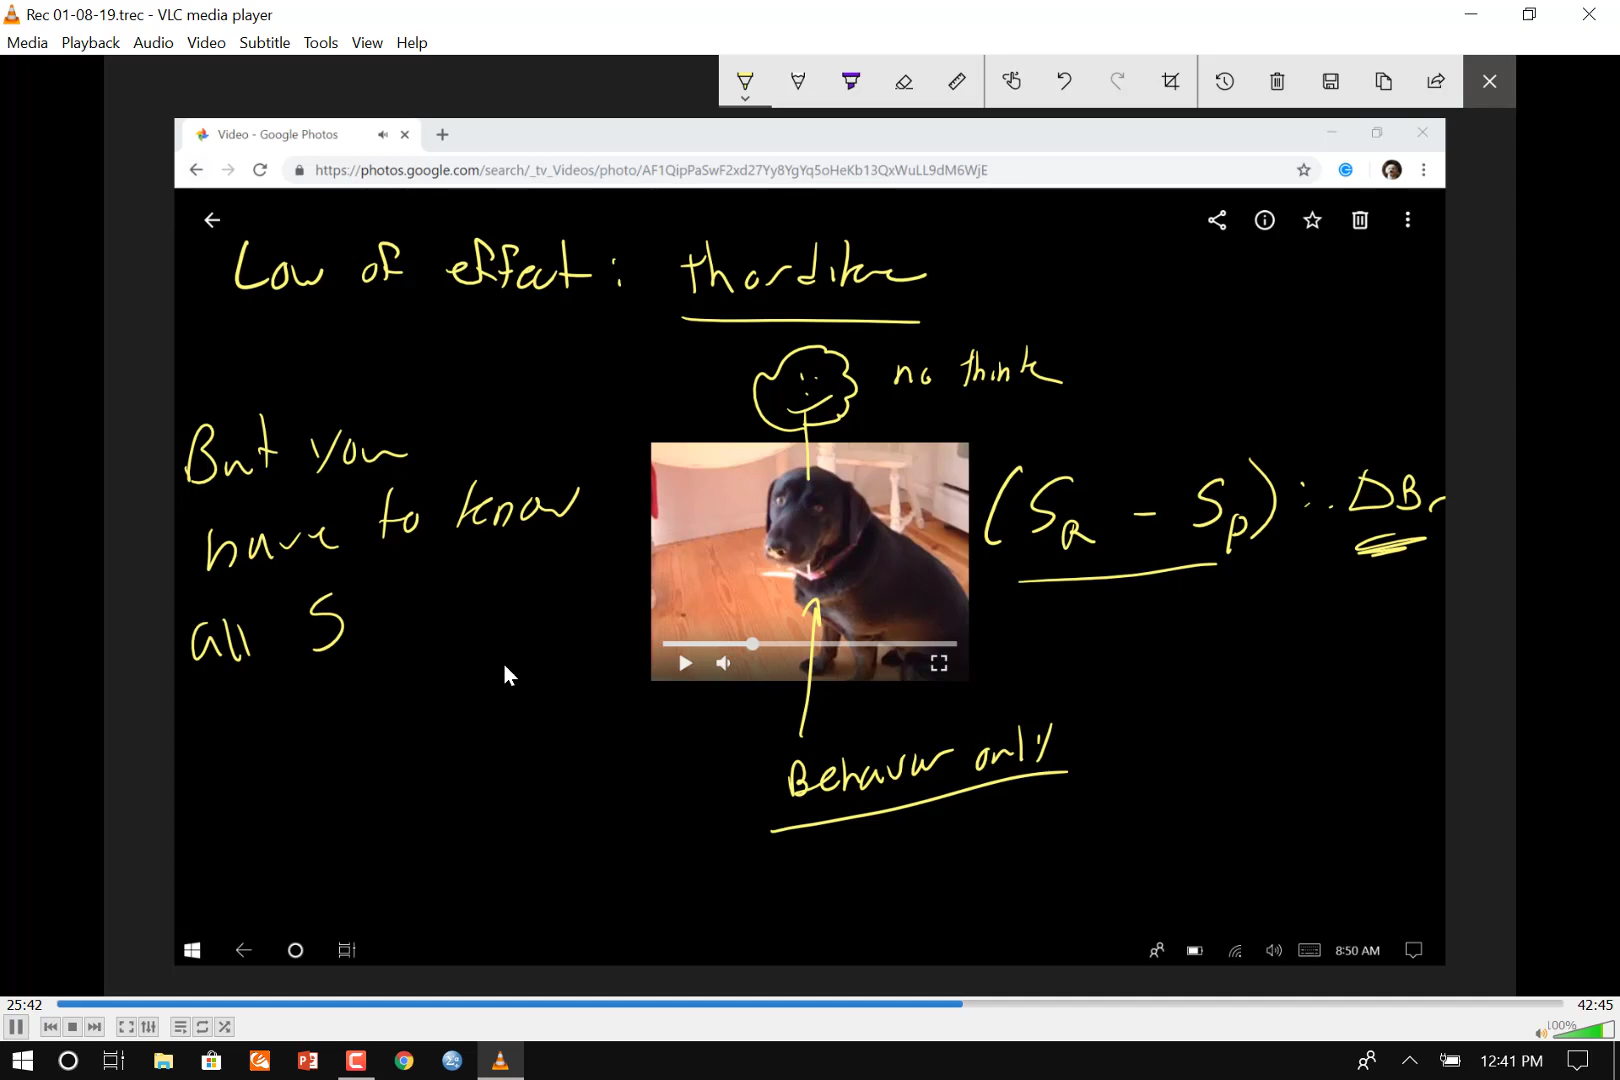 Rec 01-08-19.trec - VLC media player
Media Playback Audio Video Subtitle Tools View Help
Video - Google Photos
https://photos.google.com/search/_tv_Videos/photo/AF1QipPaSwF2xd27Yy8YgYq5oHeKb13QxWuLL9dM6WjE
Law of effect : thordike
no think
But you
have to know
all S
(SR - SP) ∴ ΔBr
Behavior only
8:50 AM
25:42
42:45
100%
12:41 PM